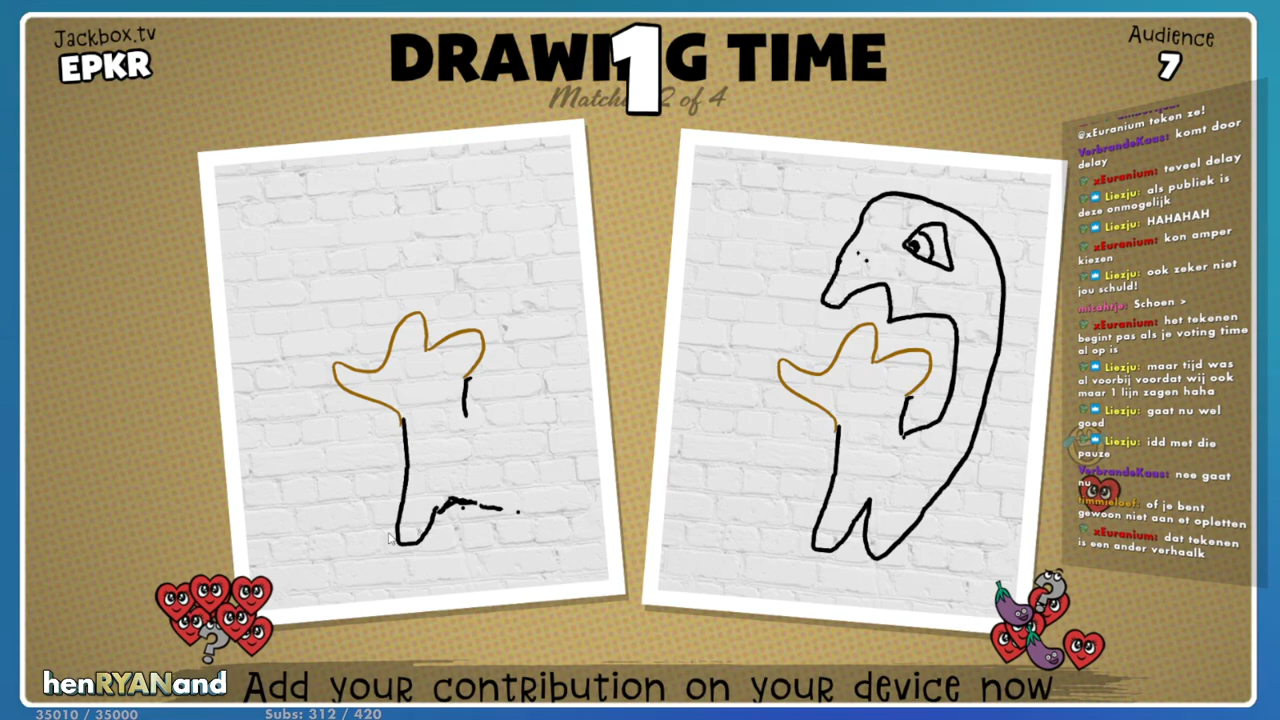 Jackbox.tv
EPKR
DRAWING TIME
1
2 of 4
Audience
7
@xEuranium teken ze!
VerbrandeKaas: komt door
delay
xEuranium: teveel delay
Liezju: als publiek is
deze onmogelijk
Liezju: HAHAHAH
xEuranium: kon amper
kiezen
Liezju: ook zeker niet
jou schuld!
Schoen >
xEuranium: het tekenen
begint pas als je voting time
al op is
Liezju: maar tijd was
al voorbij voordat wij ook
maar 1 lijn zagen haha
Liezju: gaat nu wel
goed
Liezju: idd met die
pauze
VerbrandeKaas: nee gaat
nu
of je bent
gewoon niet aan et opletten
xEuranium: dat tekenen
is een ander verhaalk
henRYANand
Add your contribution on your device now
35010 / 35000
Subs: 312 / 420